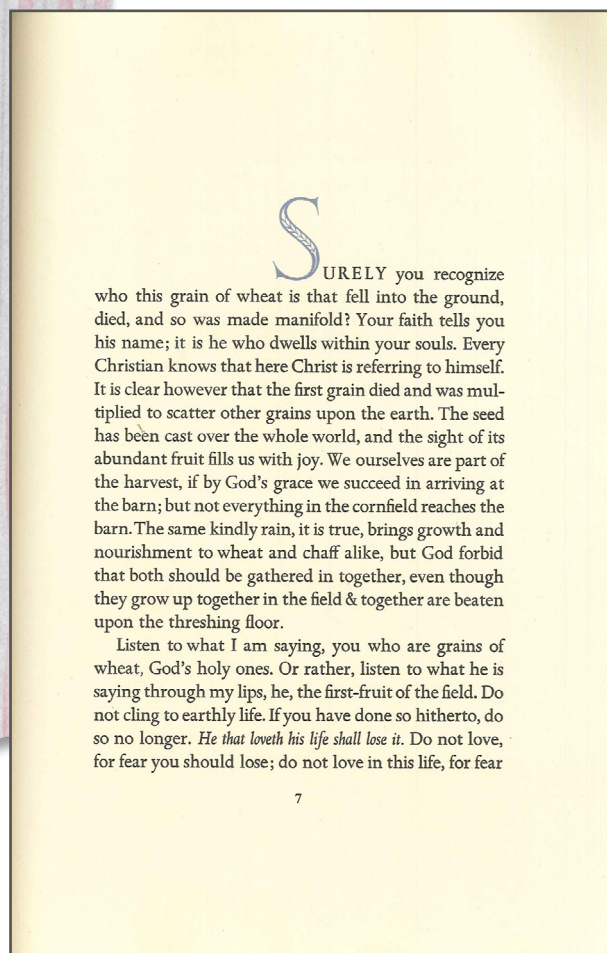 SURELY you recognize
who this grain of wheat is that fell into the ground,
died, and so was made manifold? Your faith tells you
his name; it is he who dwells within your souls. Every
Christian knows that here Christ is referring to himself.
It is clear however that the first grain died and was mul-
tiplied to scatter other grains upon the earth. The seed
has been cast over the whole world, and the sight of its
abundant fruit fills us with joy. We ourselves are part of
the harvest, if by God's grace we succeed in arriving at
the barn; but not everything in the cornfield reaches the
barn. The same kindly rain, it is true, brings growth and
nourishment to wheat and chaff alike, but God forbid
that both should be gathered in together, even though
they grow up together in the field & together are beaten
upon the threshing floor.
Listen to what I am saying, you who are grains of
wheat, God's holy ones. Or rather, listen to what he is
saying through my lips, he, the first-fruit of the field. Do
not cling to earthly life. If you have done so hitherto, do
so no longer. He that loveth his life shall lose it. Do not love,
for fear you should lose; do not love in this life, for fear
7